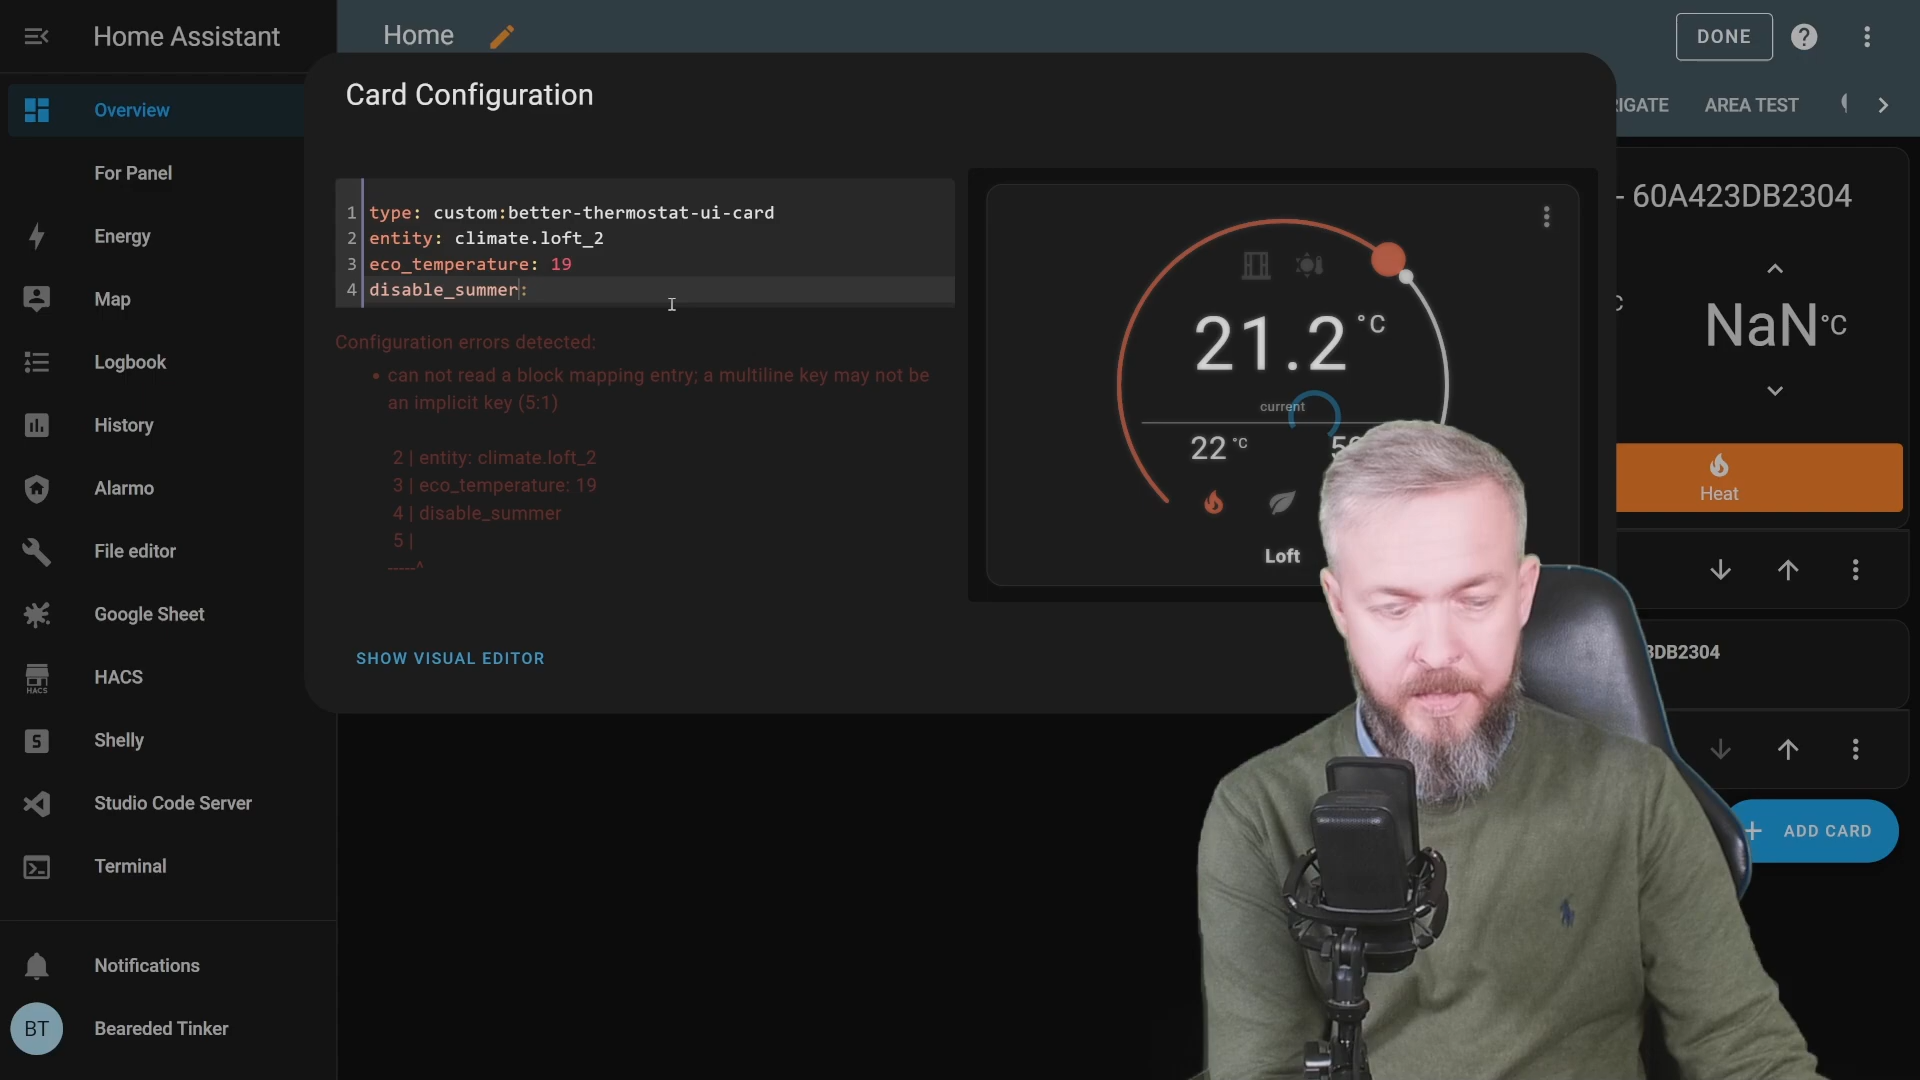 Home Assistant
Home
DONE
Overview
For Panel
Energy
Map
Logbook
History
Alarmo
File editor
Google Sheet
HACS
HACS
Shelly
S
Studio Code Server
Terminal
Notifications
BT
Beareded Tinker
Card Configuration
1 type: custom:better-thermostat-ui-card
2 entity: climate.loft_2
3 eco_temperature: 19
4 disable_summer:
Configuration errors detected:
can not read a block mapping entry; a multiline key may not be
an implicit key (5:1)
2 | entity: climate.loft_2
3 | eco_temperature: 19
4 | disable_summer
5 |
-----^
SHOW VISUAL EDITOR
21.2 °C
current
22 °C
Loft
AREA TEST
- 60A423DB2304
NaN °C
Heat
3DB2304
ADD CARD